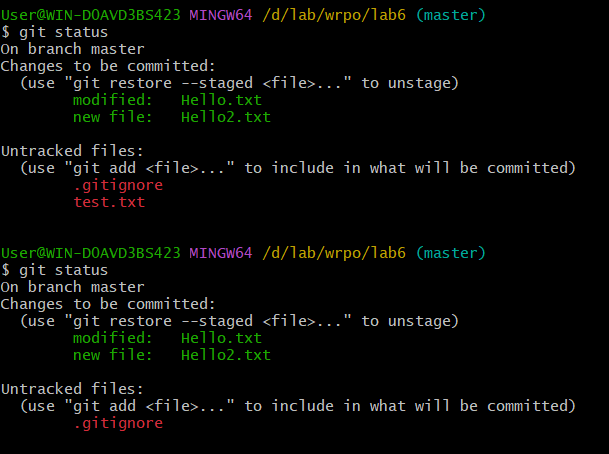 User@WIN-DOAVD3BS423 MINGW64 /d/lab/wrpo/lab6 (master)
$ git status
On branch master
Changes to be committed:
  (use "git restore --staged <file>..." to unstage)
        modified:   Hello.txt
        new file:   Hello2.txt

Untracked files:
  (use "git add <file>..." to include in what will be committed)
        .gitignore
        test.txt


User@WIN-DOAVD3BS423 MINGW64 /d/lab/wrpo/lab6 (master)
$ git status
On branch master
Changes to be committed:
  (use "git restore --staged <file>..." to unstage)
        modified:   Hello.txt
        new file:   Hello2.txt

Untracked files:
  (use "git add <file>..." to include in what will be committed)
        .gitignore